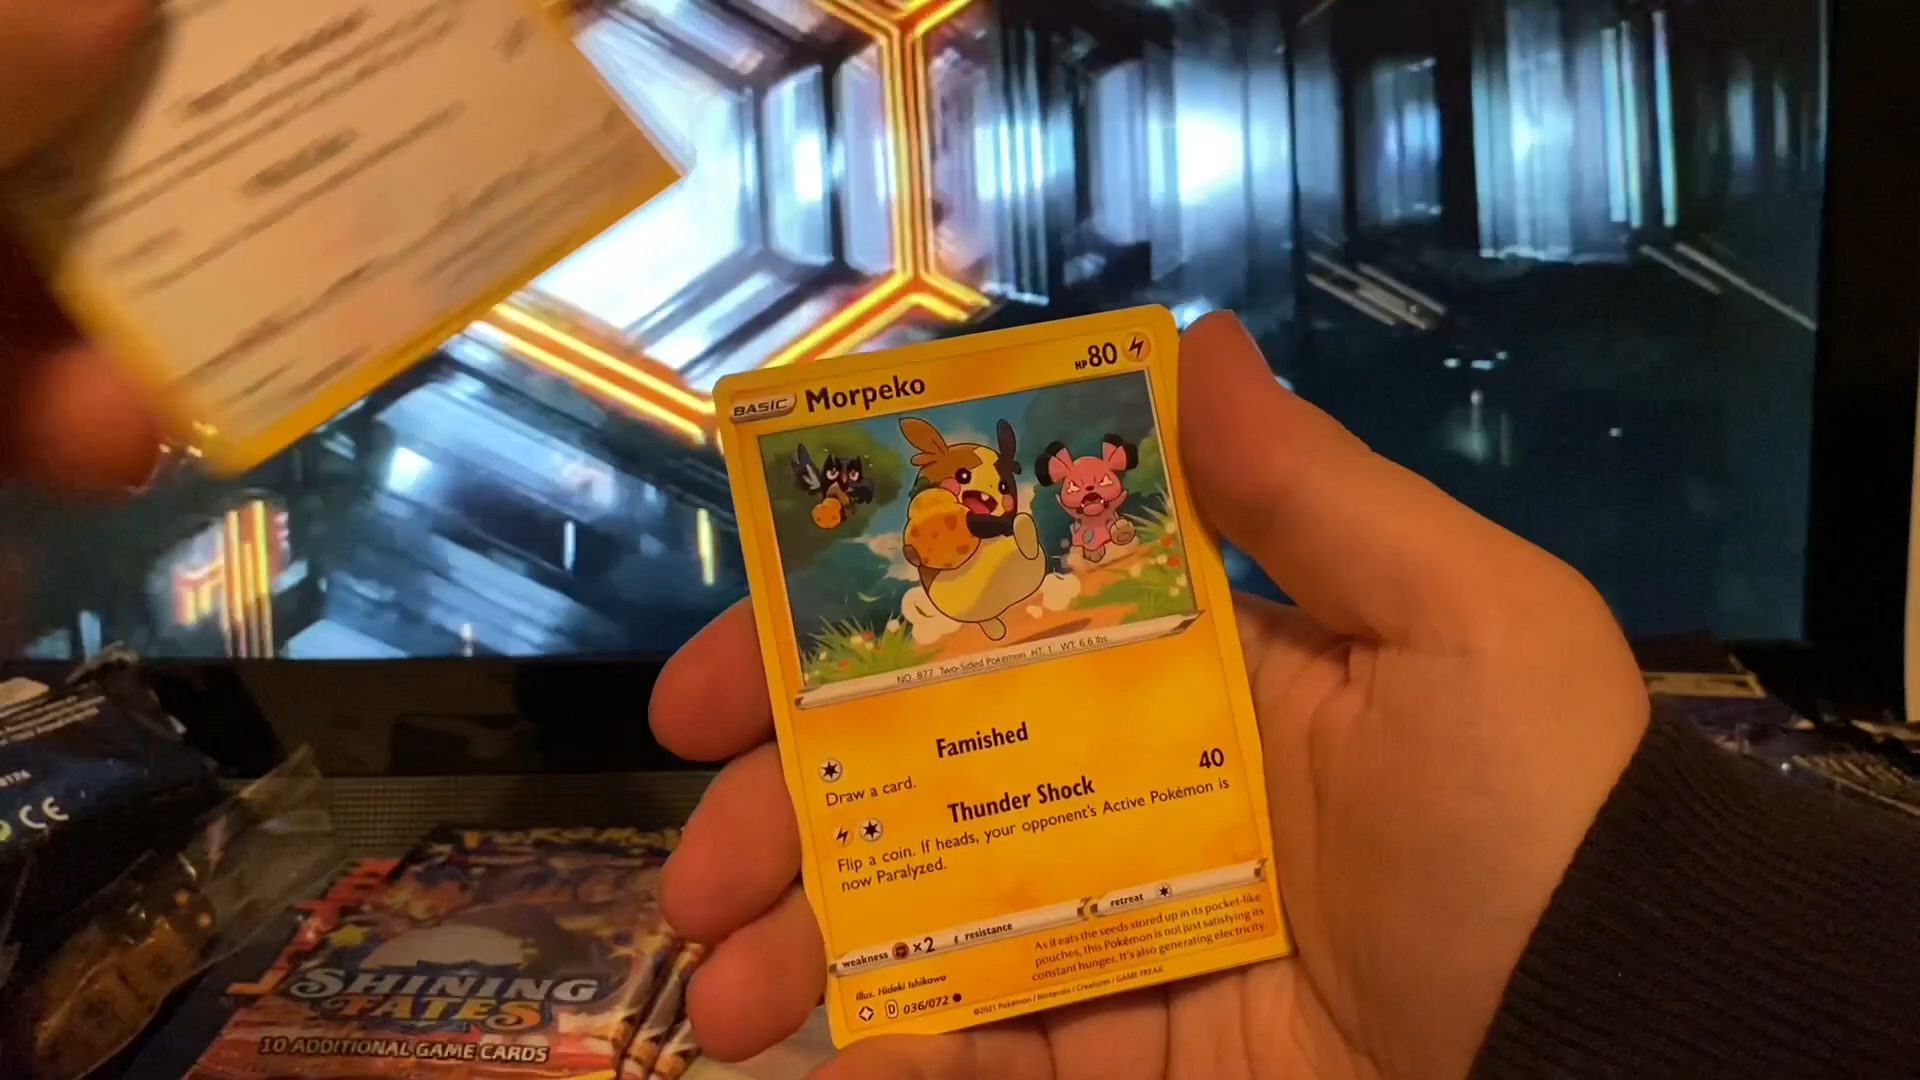 BASIC Morpeko HP 80
NO. 877 Two-Sided Pokémon HT: 1' WT: 6.6 lbs.
Famished
Draw a card.
Thunder Shock 40
Flip a coin. If heads, your opponent's Active Pokémon is
now Paralyzed.
weakness ×2 resistance retreat
As it eats the seeds stored up in its pocket-like
pouches, this Pokémon is not just satisfying its
constant hunger. It's also generating electricity.
Illus. Hideki Ishikawa
D 036/072
©2021 Pokémon / Nintendo / Creatures / GAME FREAK
CE
SHINING
FATES
10 ADDITIONAL GAME CARDS